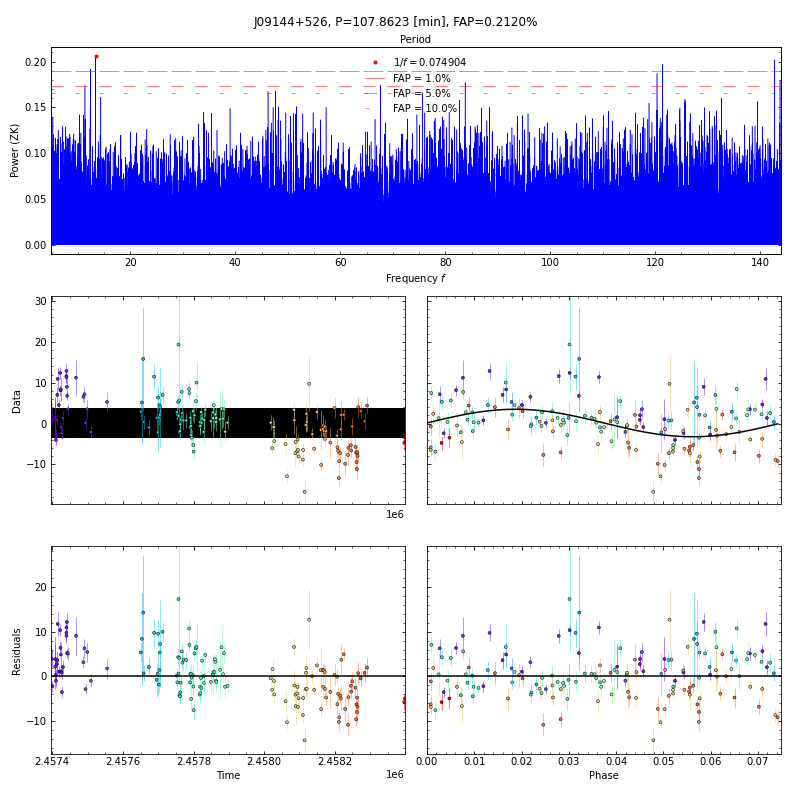 J09144+526, P=107.8623 [min], FAP=0.2120%
Period
0.20
0.15
0.10
0.05
0.00
Power (ZK)
1/f = 0.074904
FAP = 1.0%
FAP = 5.0%
FAP = 10.0%
20 40 60 80 100 120 140
Frequency f
30
20
10
0
−10
Data
1e6
20
10
0
−10
Residuals
2.4574 2.4576 2.4578 2.4580 2.4582
1e6
Time
0.00 0.01 0.02 0.03 0.04 0.05 0.06 0.07
Phase